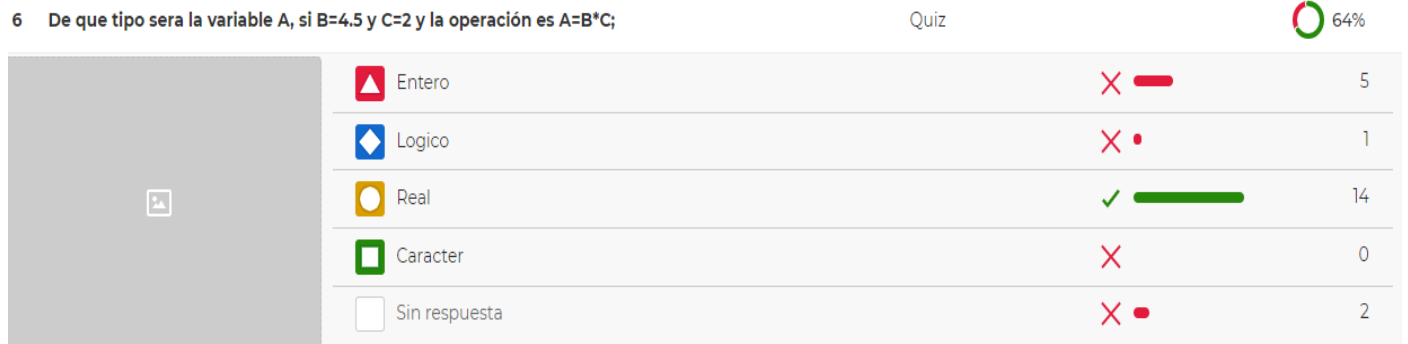 6 De que tipo sera la variable A, si B=4.5 y C=2 y la operación es A=B*C; Quiz 64%
Entero 5
Logico 1
Real 14
Caracter 0
Sin respuesta 2